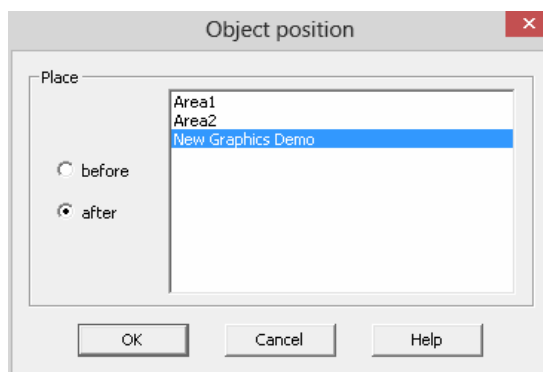 Object position
Place
Area1
Area2
New Graphics Demo
before
after
OK Cancel Help